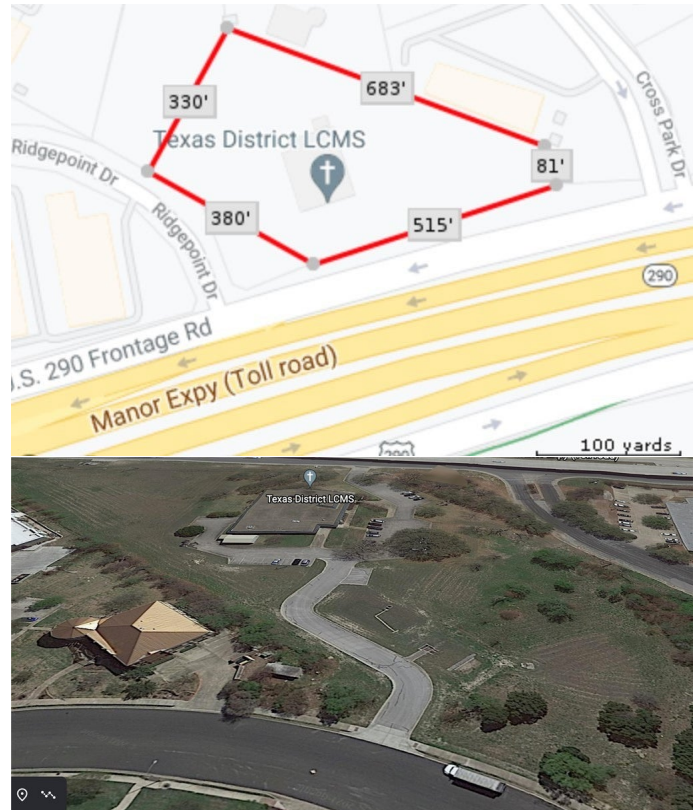 330'
683'
Cross Park Dr.
Texas District LCMS
81'
Ridgepoint Dr
Ridgepoint Dr.
380'
515'
290
U.S. 290 Frontage Rd
Manor Expy (Toll road)
290
100 yards
Texas District LCMS